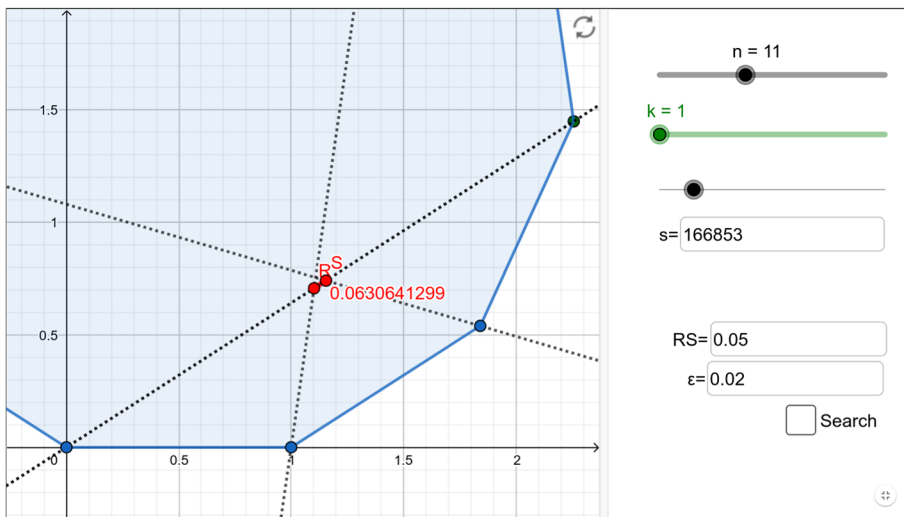 n = 11
k = 1
s= 166853
RS= 0.05
ε= 0.02
Search
1.5
1
0.5
R S
0.0630641299
0 0.5 1 1.5 2